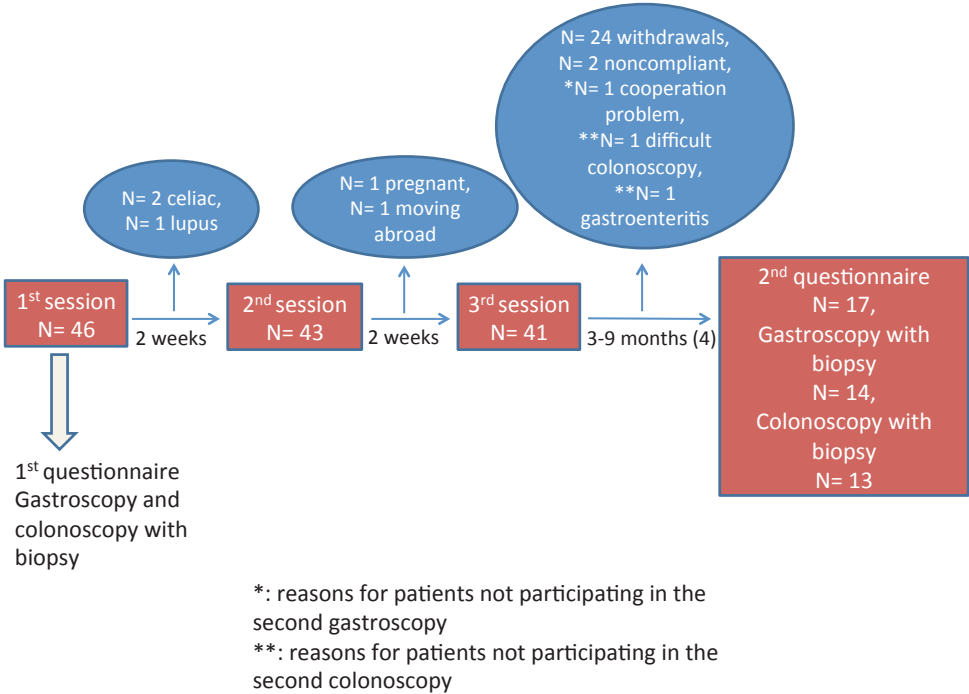 N= 24 withdrawals,
N= 2 noncompliant,
*N= 1 cooperation
problem,
**N= 1 difficult
colonoscopy,
**N= 1
gastroenteritis
N= 2 celiac,
N= 1 lupus
N= 1 pregnant,
N= 1 moving
abroad
1st session
N= 46
2 weeks
2nd session
N= 43
2 weeks
3rd session
N= 41
3-9 months (4)
2nd questionnaire
N= 17,
Gastroscopy with
biopsy
N= 14,
Colonoscopy with
biopsy
N= 13
1st questionnaire
Gastroscopy and
colonoscopy with
biopsy
*: reasons for patients not participating in the
second gastroscopy
**: reasons for patients not participating in the
second colonoscopy